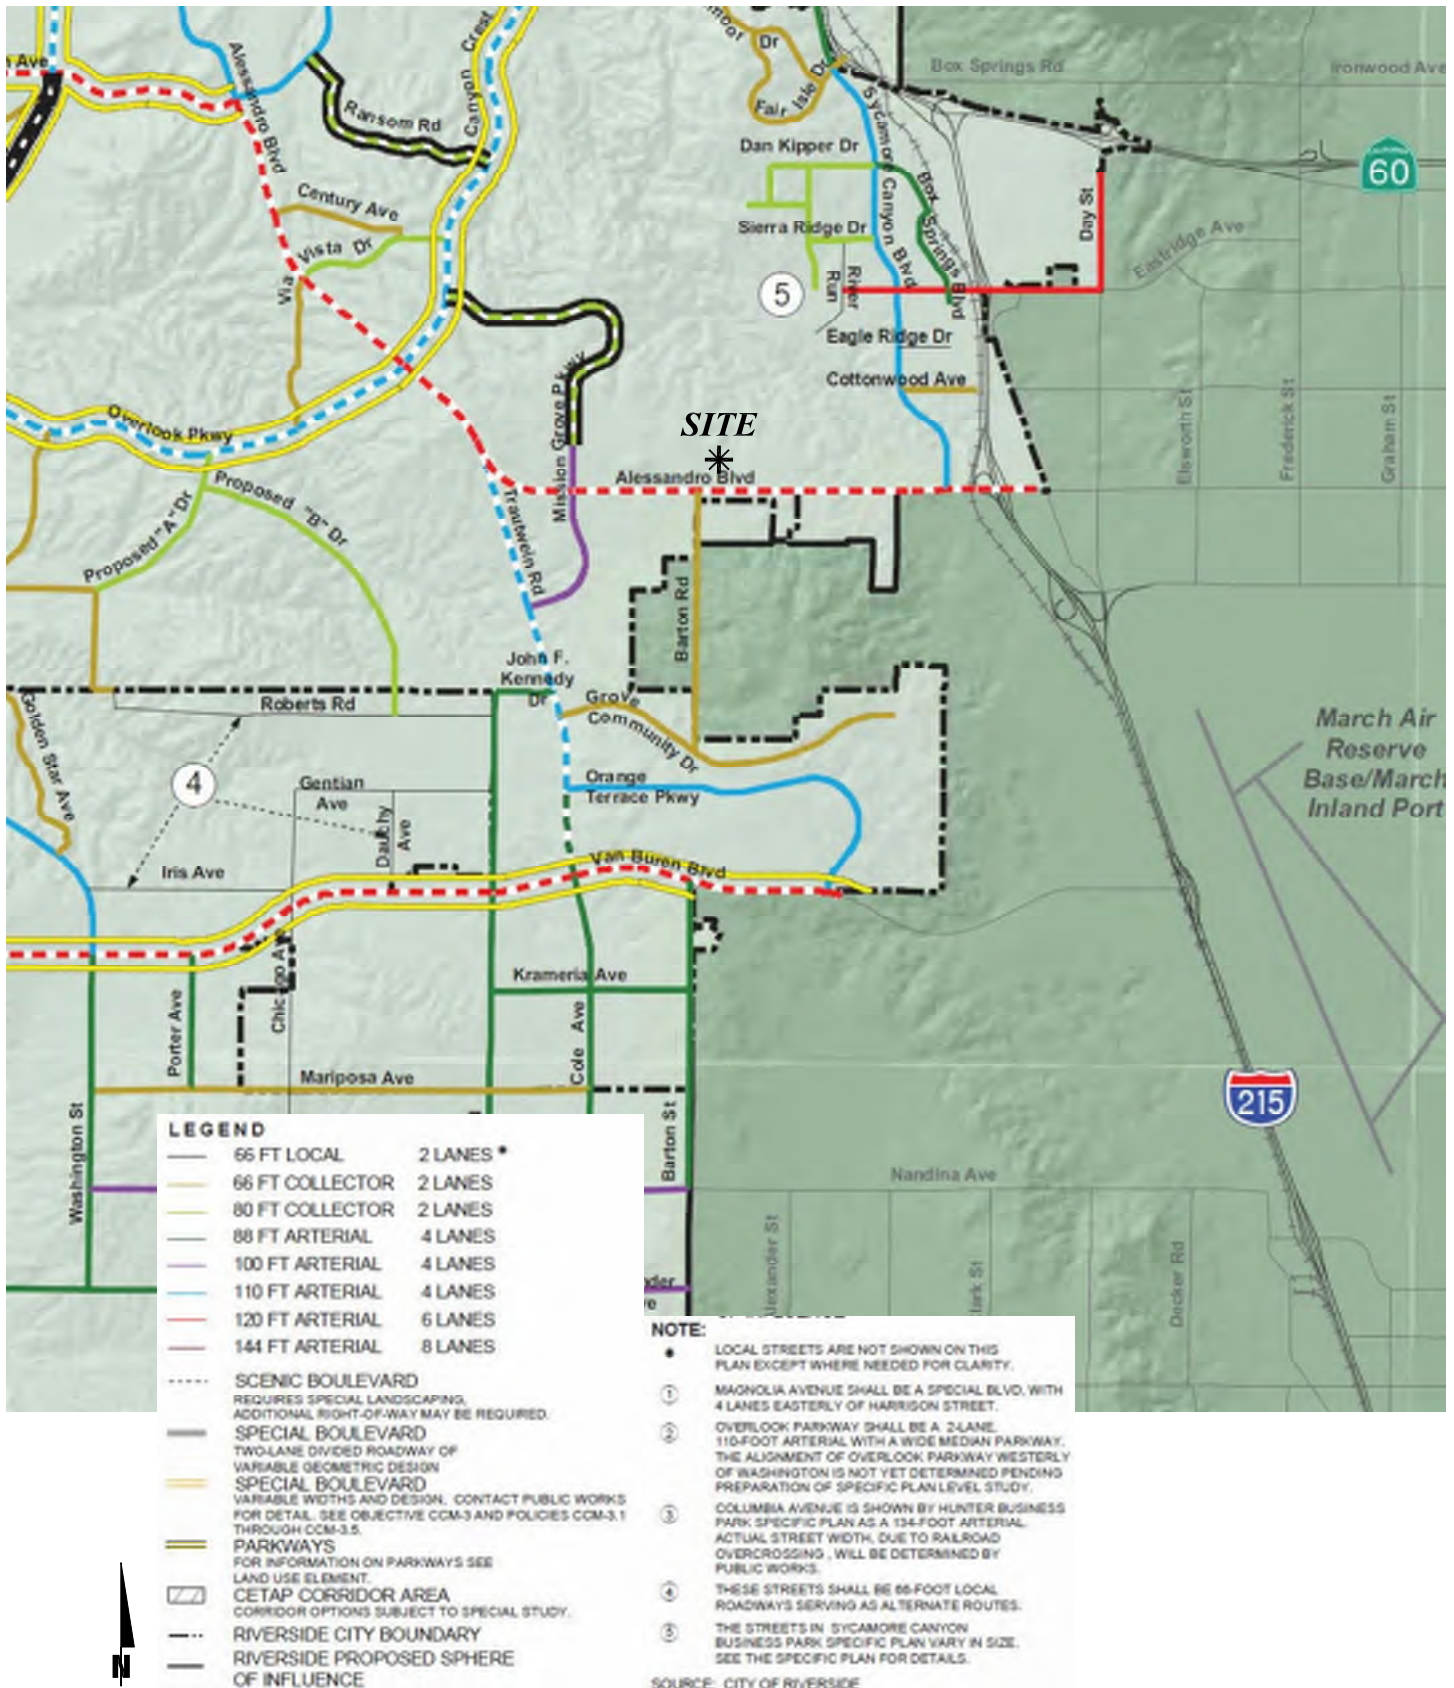 Ave
Alessandro Blvd
Canyon Crest
Ransom Rd
Century Ave
Via Vista Dr
Overlook Pkwy
Proposed "A" Dr
Proposed "B" Dr
Dr
Fair Isle Dr
Box Springs Rd
Ironwood Ave
60
Dan Kipper Dr
Sycamore Canyon Blvd
Box Springs Blvd
Sierra Ridge Dr
River Run
Day St
Eastridge Ave
5
Eagle Ridge Dr
Cottonwood Ave
Mission Grove Pkwy
SITE
Alessandro Blvd
Elsworth St
Frederick St
Graham St
Trautwein Rd
Barton Rd
John F.
Kennedy
Dr
Grove
Community Dr
Roberts Rd
Golden Star Ave
4
Gentian
Ave
Dauchy
Ave
Orange
Terrace Pkwy
March Air
Reserve
Base/March
Inland Port
Iris Ave
Van Buren Blvd
Krameria Ave
Porter Ave
Cole Ave
Mariposa Ave
Washington St
Barton St
215
Nandina Ave
Decker Rd
LEGEND
66 FT LOCAL 2 LANES *
66 FT COLLECTOR 2 LANES
80 FT COLLECTOR 2 LANES
88 FT ARTERIAL 4 LANES
100 FT ARTERIAL 4 LANES
110 FT ARTERIAL 4 LANES
120 FT ARTERIAL 6 LANES
144 FT ARTERIAL 8 LANES
SCENIC BOULEVARD
REQUIRES SPECIAL LANDSCAPING,
ADDITIONAL RIGHT-OF-WAY MAY BE REQUIRED.
SPECIAL BOULEVARD
TWO-LANE DIVIDED ROADWAY OF
VARIABLE GEOMETRIC DESIGN
SPECIAL BOULEVARD
VARIABLE WIDTHS AND DESIGN. CONTACT PUBLIC WORKS
FOR DETAIL. SEE OBJECTIVE CCM-3 AND POLICIES CCM-3.1
THROUGH CCM-3.5.
PARKWAYS
FOR INFORMATION ON PARKWAYS SEE
LAND USE ELEMENT.
CETAP CORRIDOR AREA
CORRIDOR OPTIONS SUBJECT TO SPECIAL STUDY.
RIVERSIDE CITY BOUNDARY
RIVERSIDE PROPOSED SPHERE
OF INFLUENCE
N
NOTE:
* LOCAL STREETS ARE NOT SHOWN ON THIS
PLAN EXCEPT WHERE NEEDED FOR CLARITY.
1 MAGNOLIA AVENUE SHALL BE A SPECIAL BLVD. WITH
4 LANES EASTERLY OF HARRISON STREET.
2 OVERLOOK PARKWAY SHALL BE A 2-LANE,
110-FOOT ARTERIAL WITH A WIDE MEDIAN PARKWAY.
THE ALIGNMENT OF OVERLOOK PARKWAY WESTERLY
OF WASHINGTON IS NOT YET DETERMINED PENDING
PREPARATION OF SPECIFIC PLAN LEVEL STUDY.
3 COLUMBIA AVENUE IS SHOWN BY HUNTER BUSINESS
PARK SPECIFIC PLAN AS A 134-FOOT ARTERIAL.
ACTUAL STREET WIDTH, DUE TO RAILROAD
OVERCROSSING, WILL BE DETERMINED BY
PUBLIC WORKS.
4 THESE STREETS SHALL BE 66-FOOT LOCAL
ROADWAYS SERVING AS ALTERNATE ROUTES.
5 THE STREETS IN SYCAMORE CANYON
BUSINESS PARK SPECIFIC PLAN VARY IN SIZE.
SEE THE SPECIFIC PLAN FOR DETAILS.
SOURCE: CITY OF RIVERSIDE